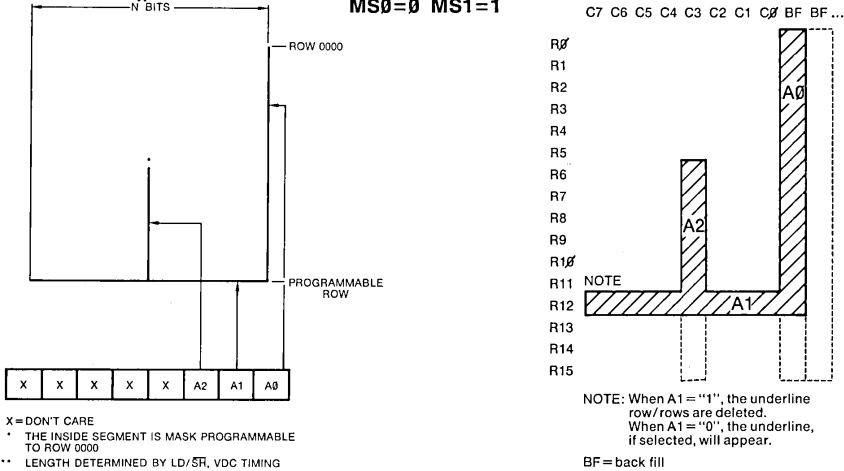 MSØ=Ø MS1=1
N BITS
ROW 0000
PROGRAMMABLE
ROW
X X X X X A2 A1 AØ
X=DON'T CARE
* THE INSIDE SEGMENT IS MASK PROGRAMMABLE
TO ROW 0000
** LENGTH DETERMINED BY LD/SH, VDC TIMING
C7 C6 C5 C4 C3 C2 C1 CØ BF BF...
RØ
R1
R2
AØ
R3
R4
R5
R6
R7
R8
A2
R9
R1Ø
R11 NOTE
R12
A1
R13
R14
R15
NOTE: When A1="1", the underline
row/rows are deleted.
When A1="0", the underline,
if selected, will appear.
BF=back fill